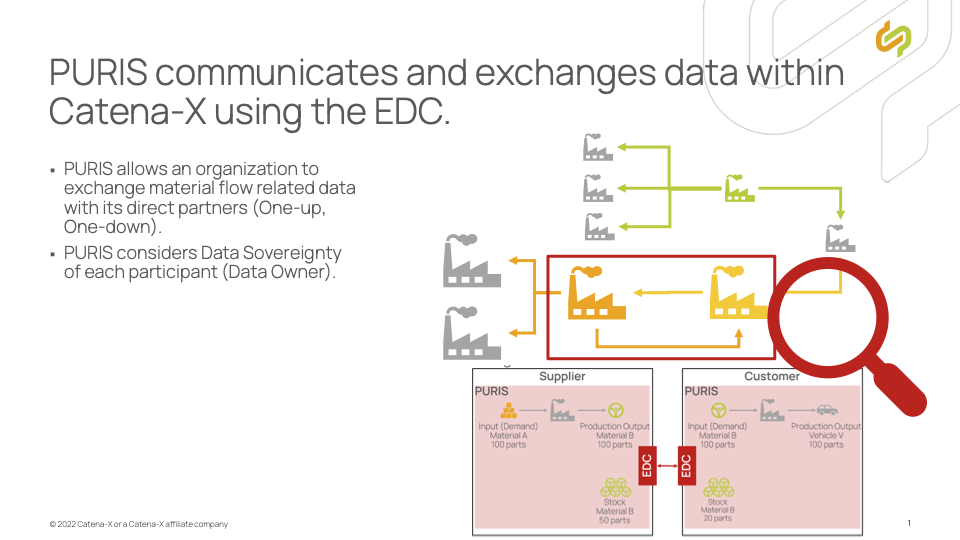 PURIS communicates and exchanges data within
Catena-X using the EDC.
▪ PURIS allows an organization to
exchange material flow related data
with its direct partners (One-up,
One-down).
▪ PURIS considers Data Sovereignty
of each participant (Data Owner).
Supplier
PURIS
Input (Demand)
Material A
100 parts
Production Output
Material B
100 parts
EDC
Stock
Material B
50 parts
Customer
PURIS
Input (Demand)
Material B
100 parts
Production Output
Vehicle V
100 parts
EDC
Stock
Material B
20 parts
© 2022 Catena-X or a Catena-X affiliate company
1